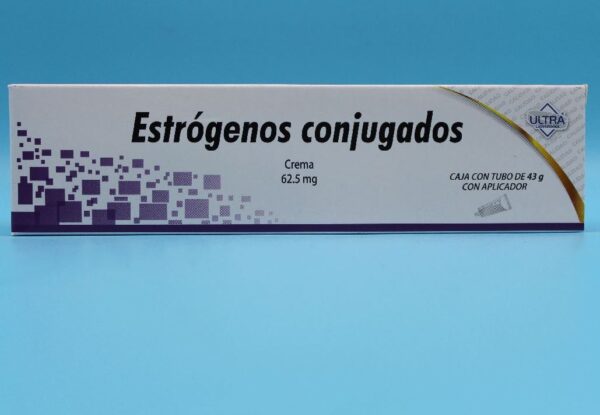 Estrógenos conjugados
Crema
62.5 mg
CAJA CON TUBO DE 43 g
CON APLICADOR
ULTRA